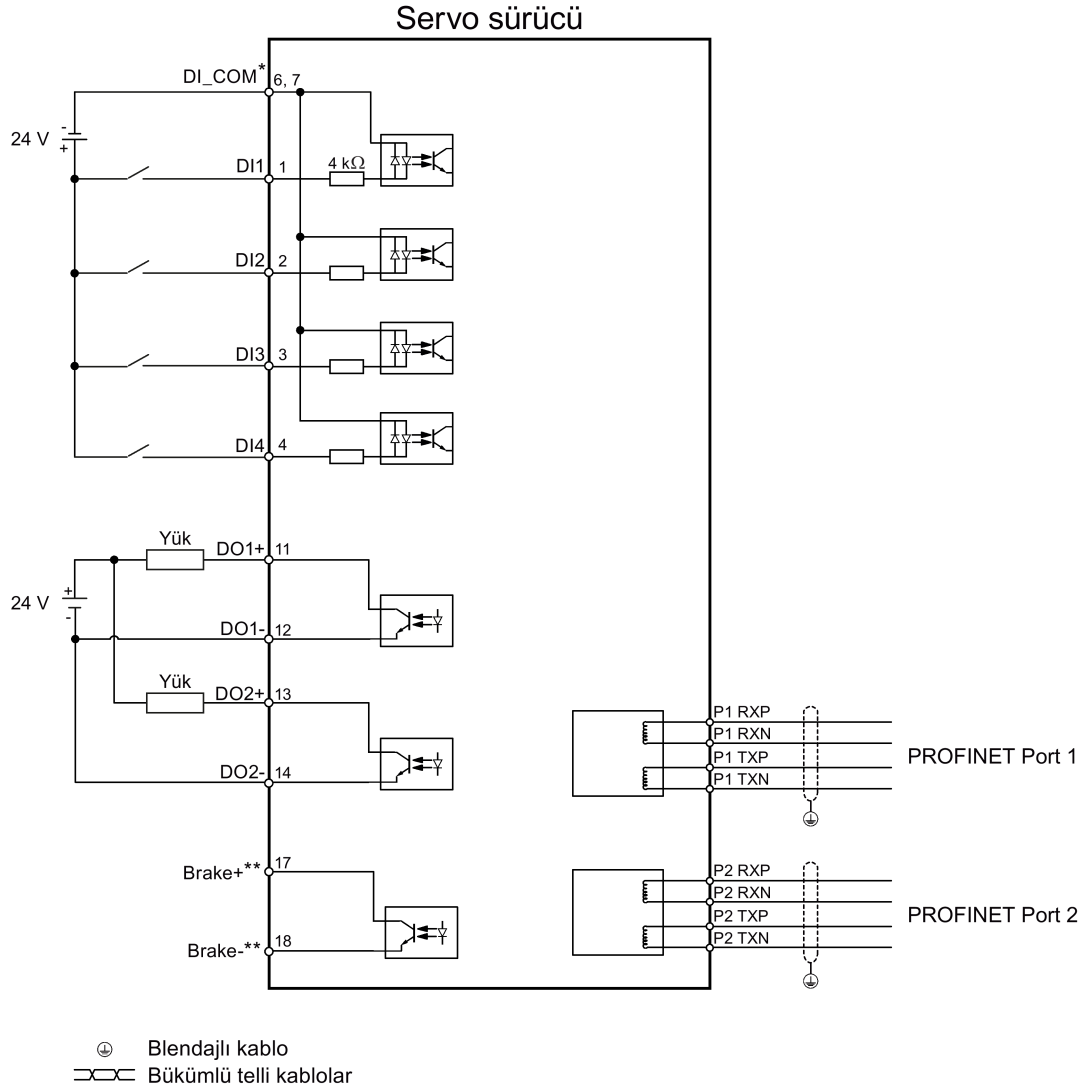 Servo sürücü
DI_COM* 6, 7
24 V - +
DI1 1 4 kΩ
DI2 2
DI3 3
DI4 4
Yük DO1+ 11
24 V + -
DO1- 12
Yük DO2+ 13
DO2- 14
Brake+** 17
Brake-** 18
P1 RXP
P1 RXN
P1 TXP
P1 TXN
PROFINET Port 1
P2 RXP
P2 RXN
P2 TXP
P2 TXN
PROFINET Port 2
Blendajlı kablo
Bükümlü telli kablolar